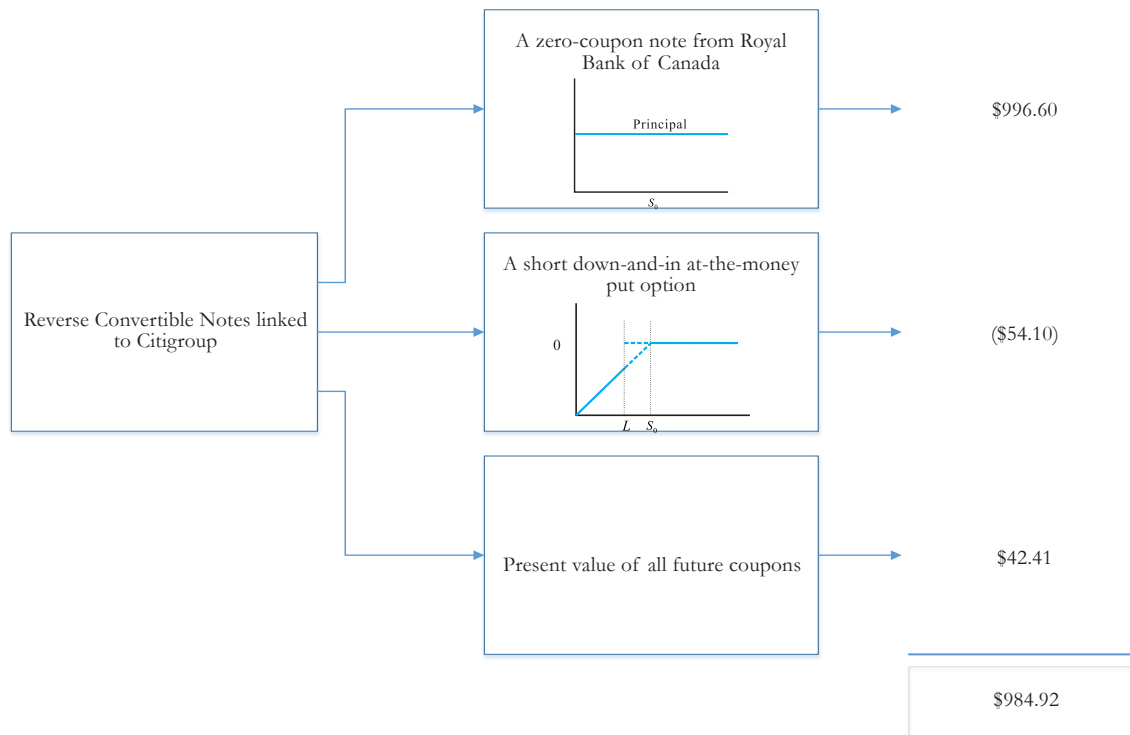 A zero-coupon note from Royal
Bank of Canada
Principal
S₀
$996.60
Reverse Convertible Notes linked
to Citigroup
A short down-and-in at-the-money
put option
0
L S₀
($54.10)
Present value of all future coupons
$42.41
$984.92